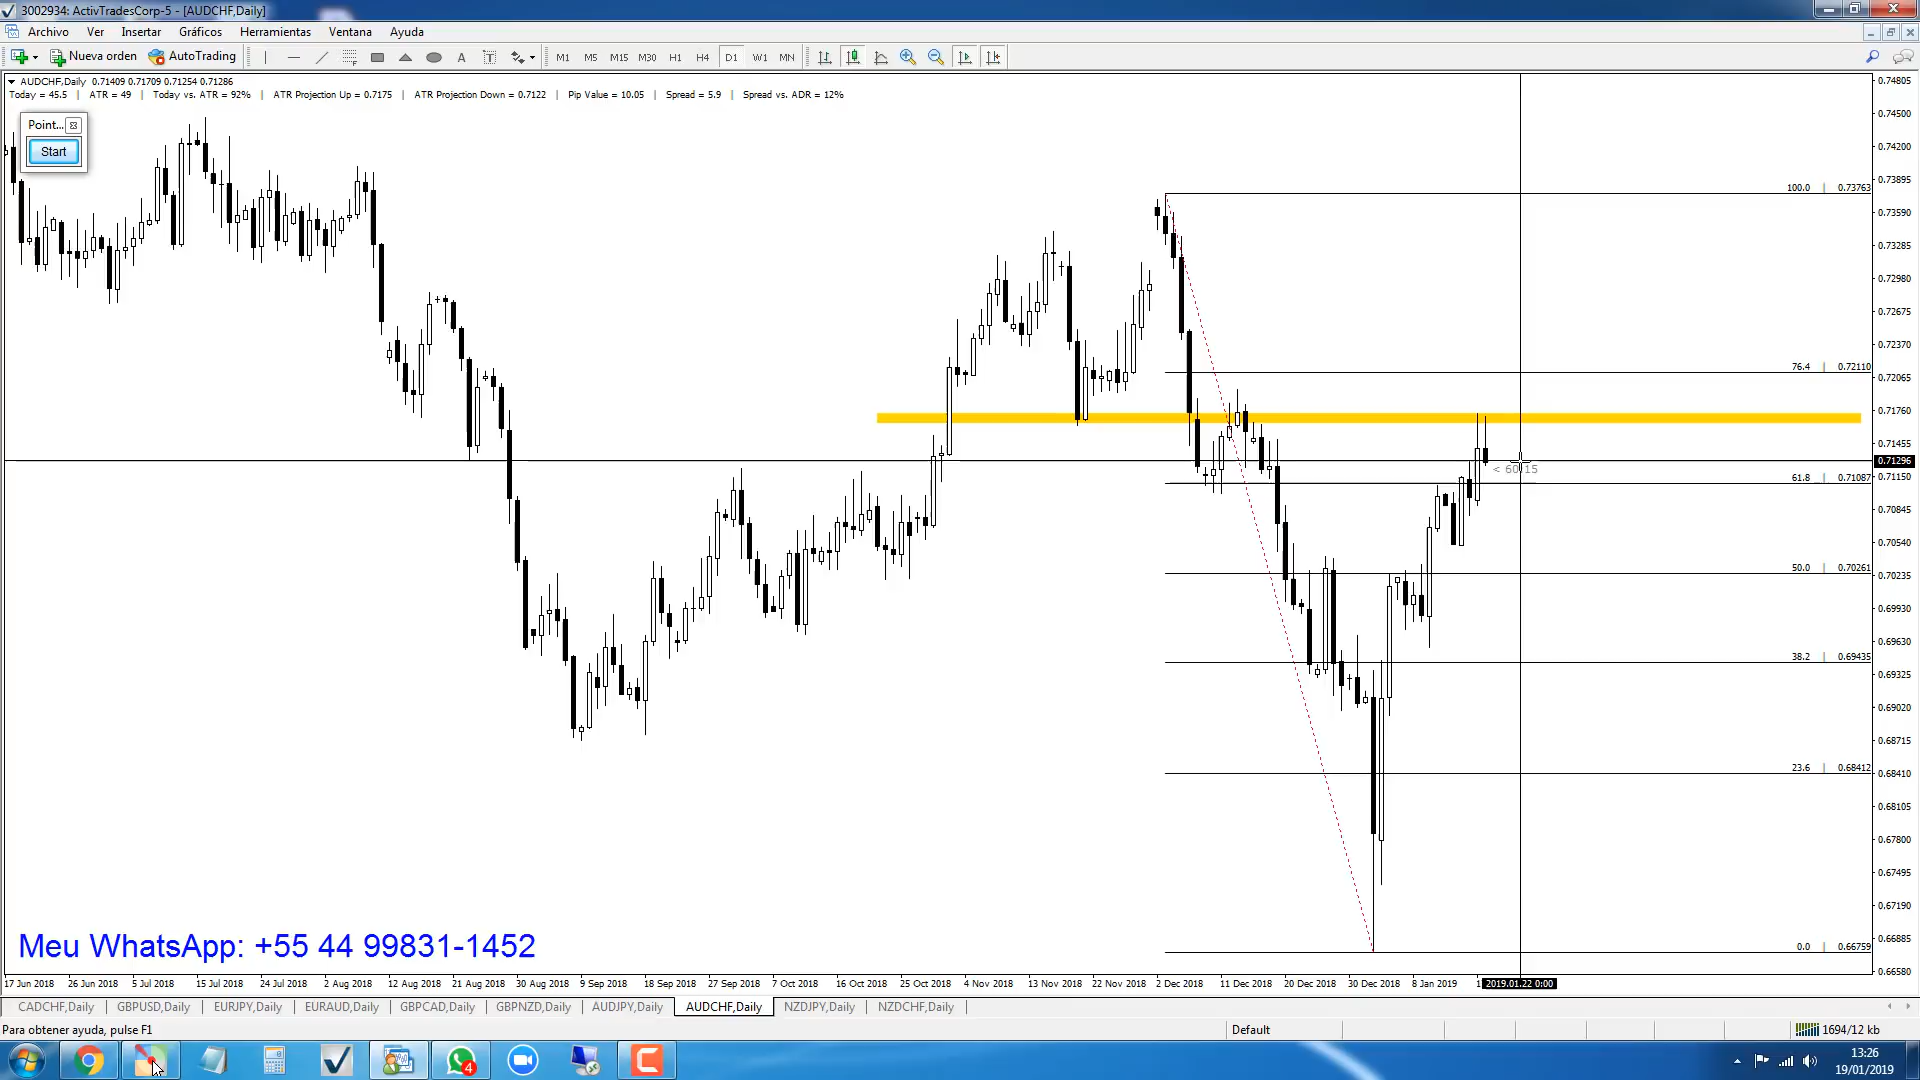 3002934: ActivTradesCorp-5 - [AUDCHF,Daily]
Archivo Ver Insertar Gráficos Herramientas Ventana Ayuda
Nueva orden AutoTrading A T M1 M5 M15 M30 H1 H4 D1 W1 MN
AUDCHF,Daily 0.71409 0.71709 0.71254 0.71286
Today = 45.5 | ATR = 49 | Today vs. ATR = 92% | ATR Projection Up = 0.7175 | ATR Projection Down = 0.7122 | Pip Value = 10.05 | Spread = 5.9 | Spread vs. ADR = 12%
Point...
Start
0.74805
0.74500
0.74200
0.73895
100.0 | 0.73763
0.73590
0.73285
0.72980
0.72675
0.72370
76.4 | 0.72110
0.72065
0.71760
0.71455
0.71296
61.8 | 0.71087
0.71150
0.70845
0.70540
50.0 | 0.70261
0.70235
0.69930
0.69630
38.2 | 0.69435
0.69325
0.69020
0.68715
23.6 | 0.68412
0.68410
0.68105
0.67800
0.67495
0.67190
0.66885
0.0 | 0.66759
0.66580
Meu WhatsApp: +55 44 99831-1452
17 Jun 2018 26 Jun 2018 5 Jul 2018 15 Jul 2018 24 Jul 2018 2 Aug 2018 12 Aug 2018 21 Aug 2018 30 Aug 2018 9 Sep 2018 18 Sep 2018 27 Sep 2018 7 Oct 2018 16 Oct 2018 25 Oct 2018 4 Nov 2018 13 Nov 2018 22 Nov 2018 2 Dec 2018 11 Dec 2018 20 Dec 2018 30 Dec 2018 8 Jan 2019 2019.01.22 0:00
CADCHF,Daily GBPUSD,Daily EURJPY,Daily EURAUD,Daily GBPCAD,Daily GBPNZD,Daily AUDJPY,Daily AUDCHF,Daily NZDJPY,Daily NZDCHF,Daily
Para obtener ayuda, pulse F1 Default 1694/12 kb
4
13:26
19/01/2019